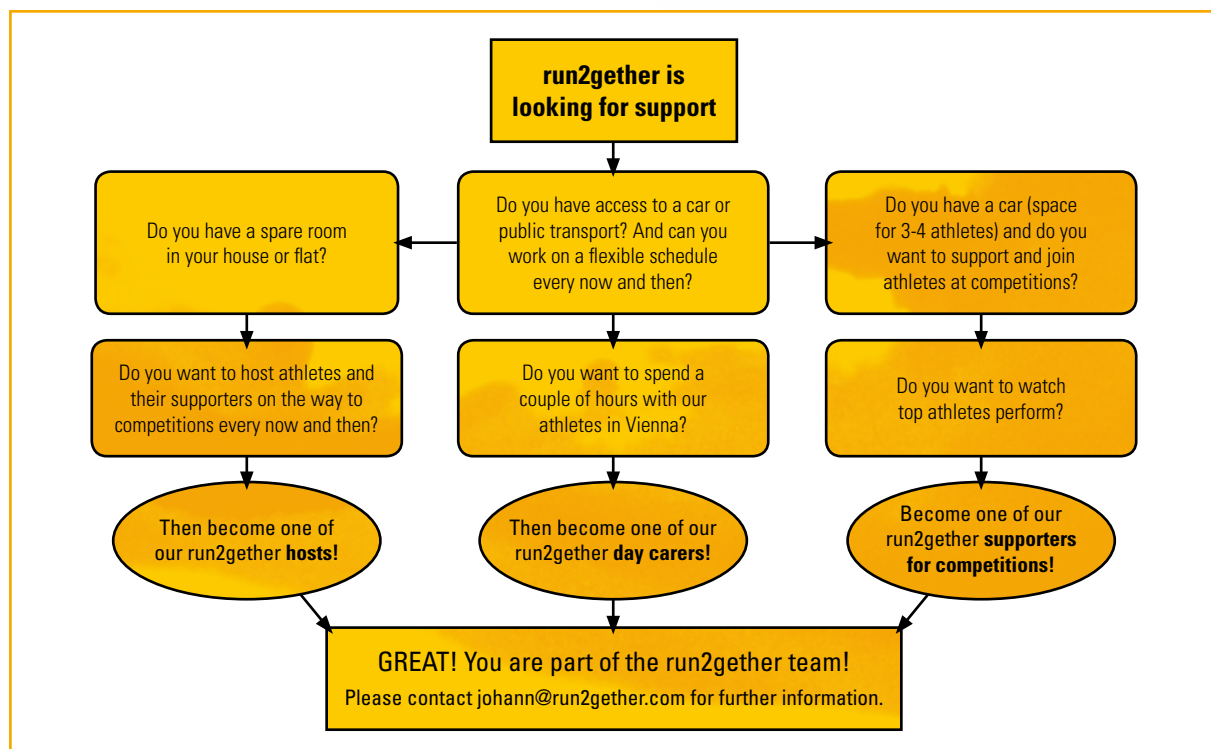 run2gether is
looking for support
Do you have a spare room
in your house or flat?
Do you have access to a car or
public transport? And can you
work on a flexible schedule
every now and then?
Do you have a car (space
for 3-4 athletes) and do you
want to support and join
athletes at competitions?
Do you want to host athletes and
their supporters on the way to
competitions every now and then?
Do you want to spend a
couple of hours with our
athletes in Vienna?
Do you want to watch
top athletes perform?
Then become one of
our run2gether hosts!
Then become one of our
run2gether day carers!
Become one of our
run2gether supporters
for competitions!
GREAT! You are part of the run2gether team!
Please contact johann@run2gether.com for further information.